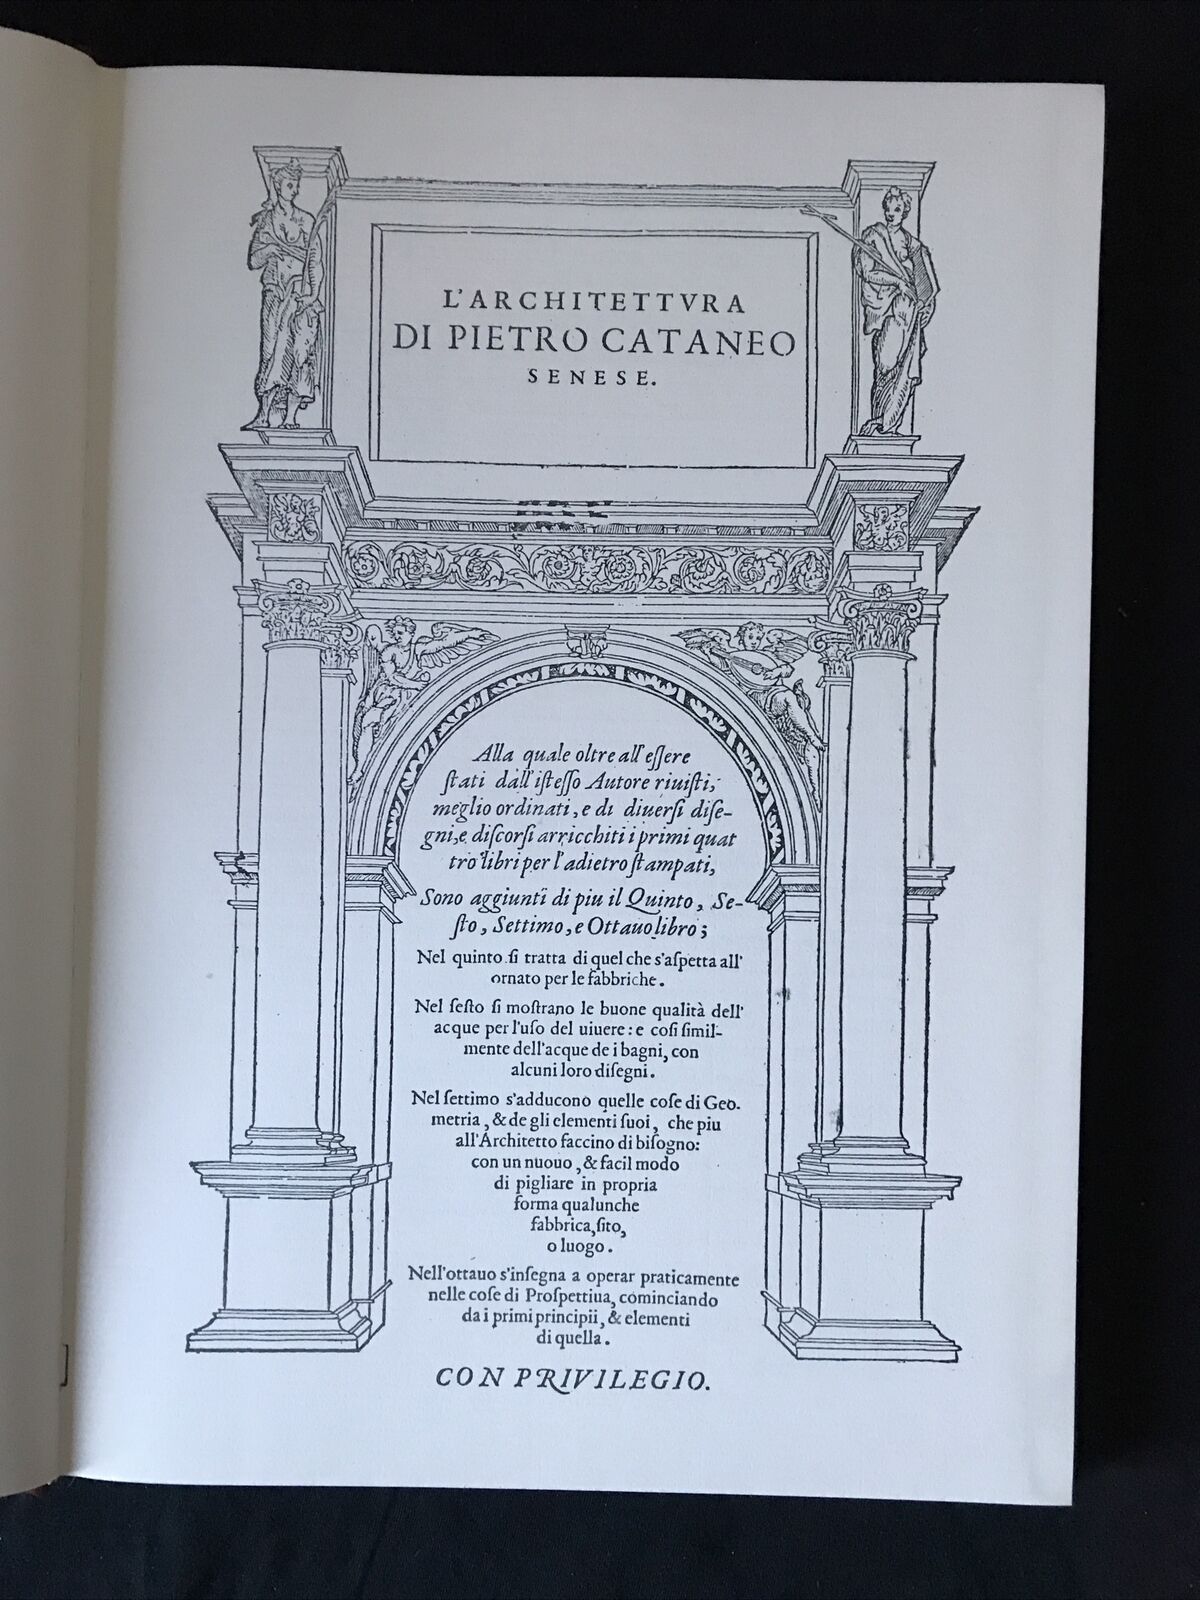 L'ARCHITETTVRA
DI PIETRO CATANEO
SENESE.
Alla quale oltre all'eſſere
ſtati dall'iſteſſo Autore riuiſti,
meglio ordinati, e di diuerſi diſe-
gni, e diſcorſi arricchiti i primi quat
tro libri per l'adietro ſtampati,
Sono aggiunti di piu il Quinto, Se-
ſto, Settimo, e Ottauo libro;
Nel quinto ſi tratta di quel che s'aſpetta all'
ornato per le fabbriche.
Nel ſeſto ſi moſtrano le buone qualità dell'
acque per l'uſo del uiuere: e coſi ſimil-
mente dell'acque de i bagni, con
alcuni loro diſegni.
Nel ſettimo s'adducono quelle coſe di Geo-
metria, & de gli elementi ſuoi, che piu
all'Architetto faccino di biſogno:
con un nuouo, & facil modo
di pigliare in propria
forma qualunche
fabbrica, ſito,
o luogo.
Nell'ottauo s'inſegna a operar praticamente
nelle coſe di Proſpettiua, cominciando
da i primi principii, & elementi
di quella.
CON PRIVILEGIO.